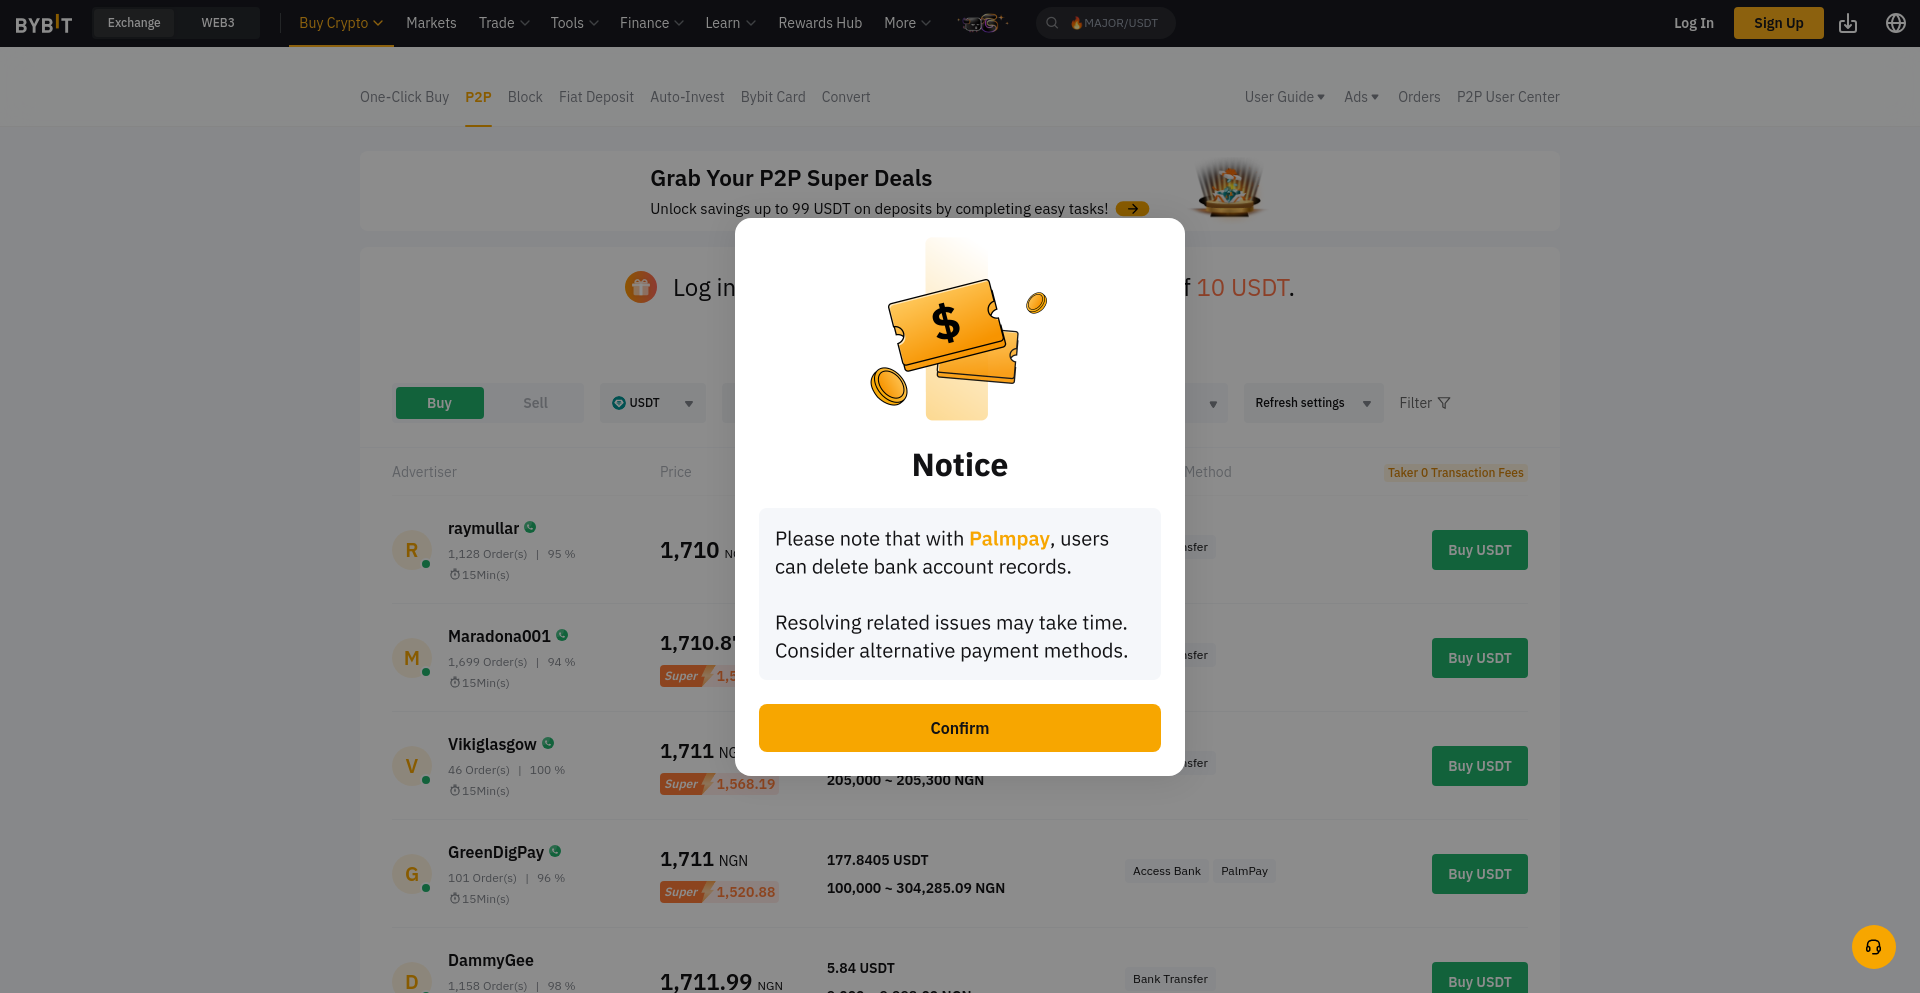 BYBIT
Exchange WEB3 Buy Crypto Markets Trade Tools Finance Learn Rewards Hub More MAJOR/USDT Log In Sign Up
One-Click Buy P2P Block Fiat Deposit Auto-Invest Bybit Card Convert User Guide Ads Orders P2P User Center
Grab Your P2P Super Deals
Unlock savings up to 99 USDT on deposits by completing easy tasks!
Log in
f 10 USDT.
$
Notice
Please note that with Palmpay, users
can delete bank account records.
Resolving related issues may take time.
Consider alternative payment methods.
Confirm
Buy Sell USDT Refresh settings Filter
Advertiser Price Method Taker 0 Transaction Fees
R raymullar
1,128 Order(s) | 95 %
15Min(s)
1,710
Buy USDT
M Maradona001
1,699 Order(s) | 94 %
15Min(s)
1,710.8
Super
Buy USDT
V Vikiglasgow
46 Order(s) | 100 %
15Min(s)
1,711
Super 1,568.19
205,000 ~ 205,300 NGN
Buy USDT
G GreenDigPay
101 Order(s) | 96 %
15Min(s)
1,711 NGN
Super 1,520.88
177.8405 USDT
100,000 ~ 304,285.09 NGN
Access Bank PalmPay
Buy USDT
D DammyGee
1,158 Order(s) | 98 %
1,711.99 NGN
5.84 USDT
Bank Transfer
Buy USDT